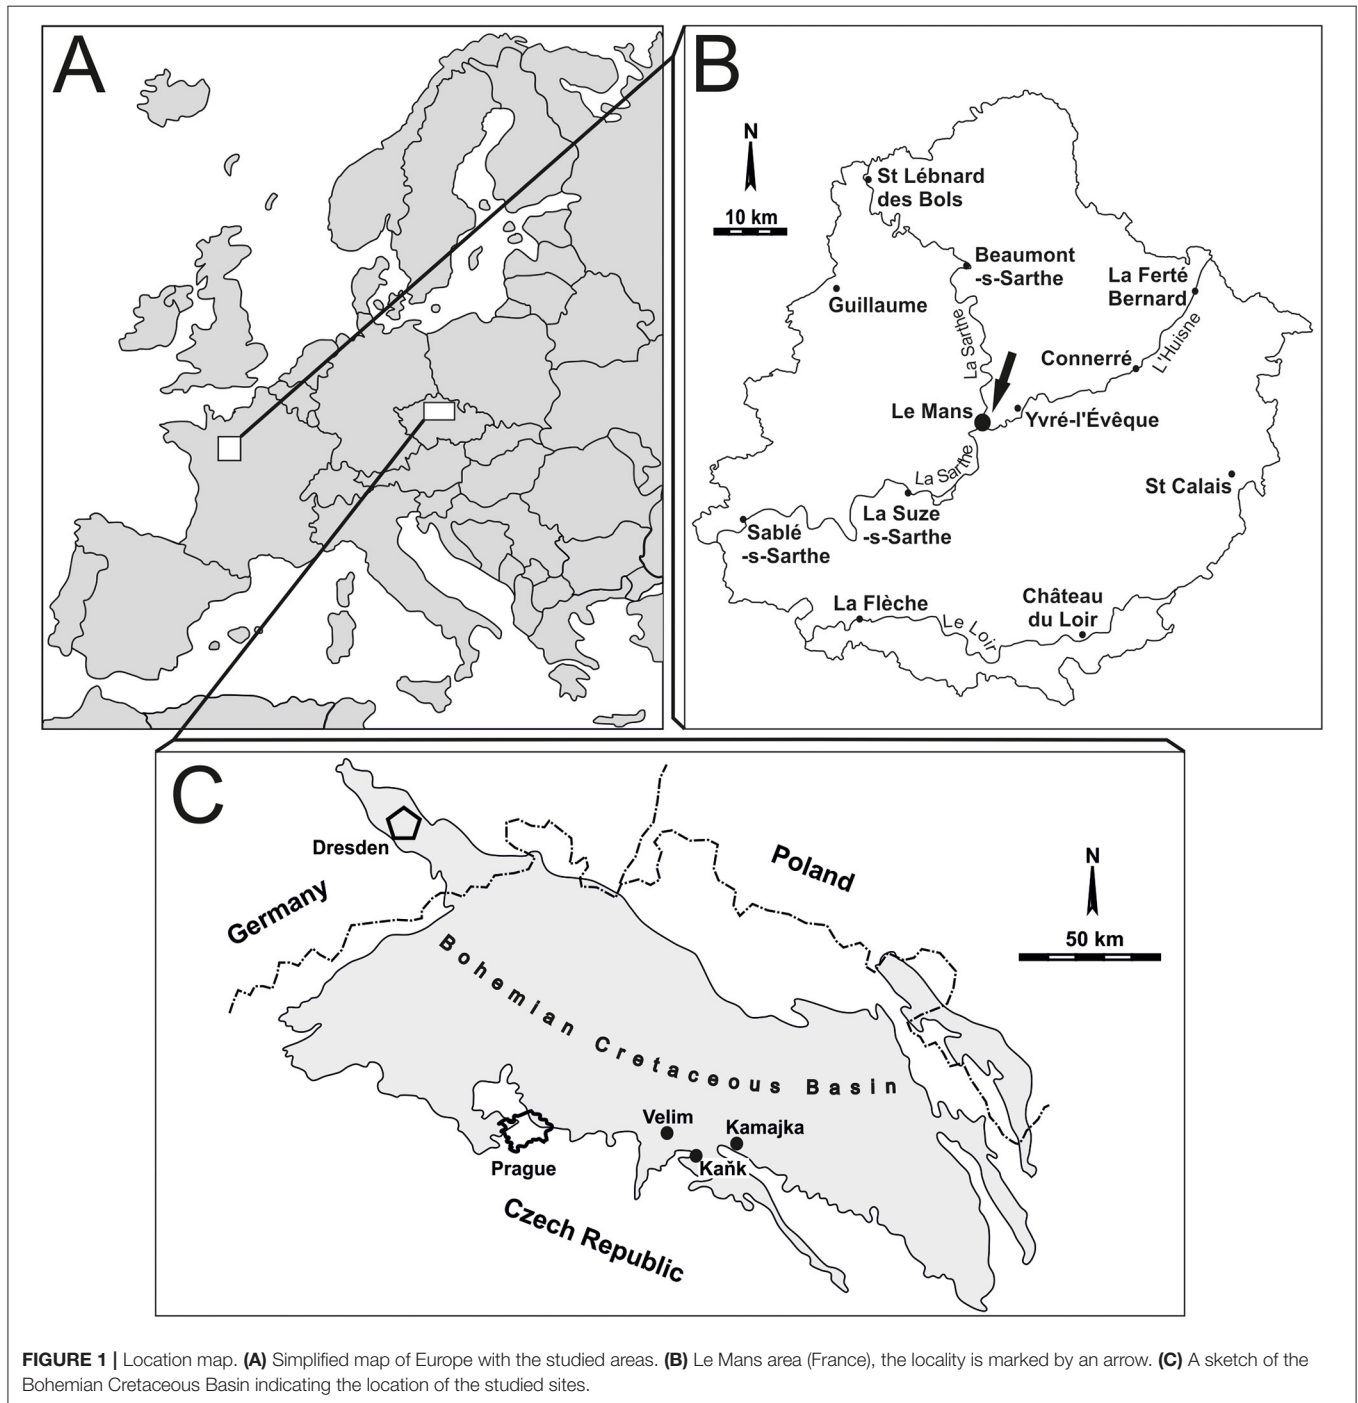 A
B
N
10 km
St Lébnard
des Bols
Beaumont
-s-Sarthe
La Ferté
Bernard
Guillaume
La Sarthe
L'Huisne
Connerré
Le Mans
Yvré-l'Évêque
La Sarthe
St Calais
La Suze
-s-Sarthe
Sablé
-s-Sarthe
La Flèche
Le Loir
Château
du Loir
C
Dresden
Germany
Poland
N
50 km
Bohemian Cretaceous Basin
Velim
Kamajka
Kaňk
Prague
Czech Republic
FIGURE 1 | Location map. (A) Simplified map of Europe with the studied areas. (B) Le Mans area (France), the locality is marked by an arrow. (C) A sketch of the
Bohemian Cretaceous Basin indicating the location of the studied sites.